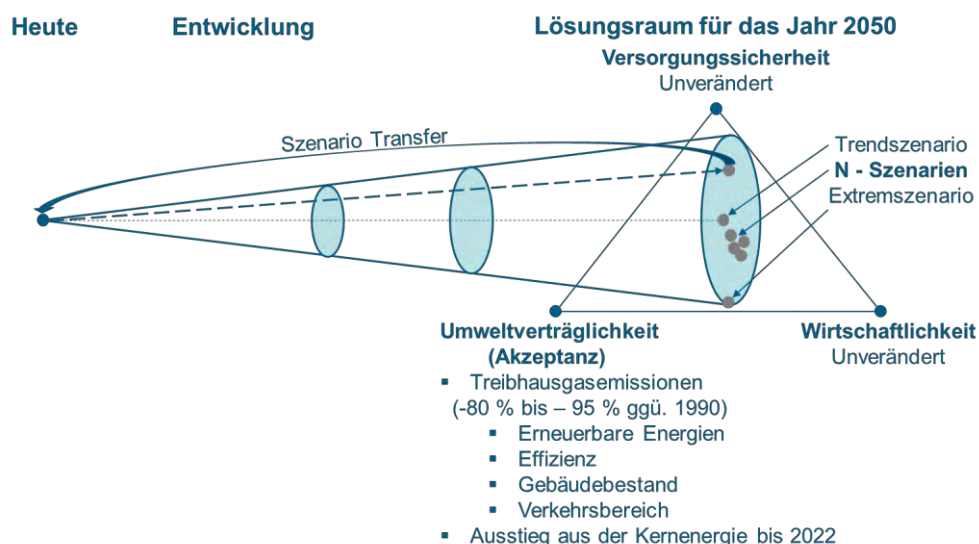 Heute
Entwicklung
Lösungsraum für das Jahr 2050
Versorgungssicherheit
Unverändert
Szenario Transfer
Trendszenario
N - Szenarien
Extremszenario
Umweltverträglichkeit
(Akzeptanz)
Wirtschaftlichkeit
Unverändert
▪ Treibhausgasemissionen
(-80 % bis – 95 % ggü. 1990)
▪ Erneuerbare Energien
▪ Effizienz
▪ Gebäudebestand
▪ Verkehrsbereich
▪ Ausstieg aus der Kernenergie bis 2022